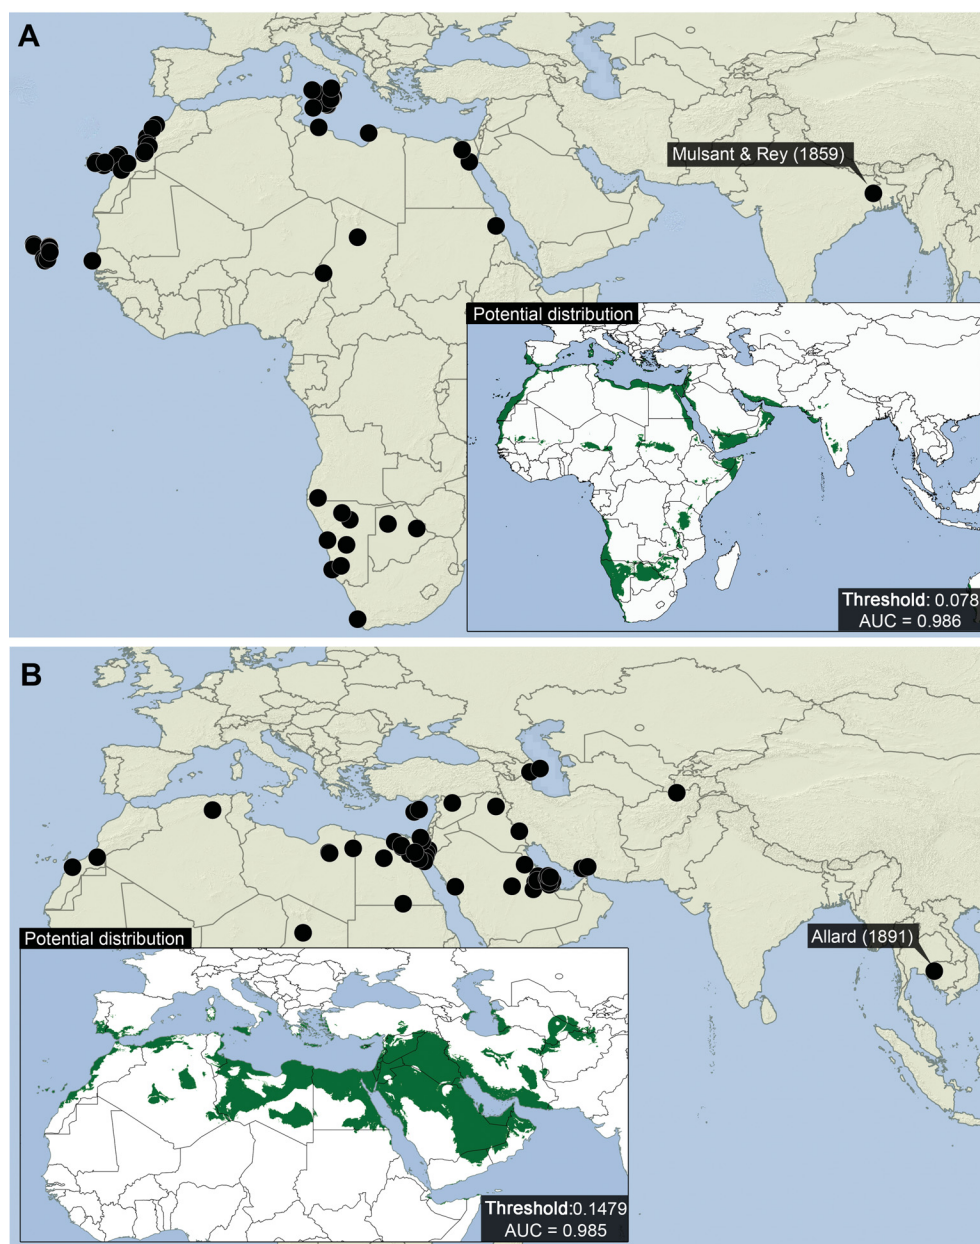 A
Mulsant & Rey (1859)
Potential distribution
Threshold: 0.078
AUC = 0.986
B
Allard (1891)
Potential distribution
Threshold:0.1479
AUC = 0.985